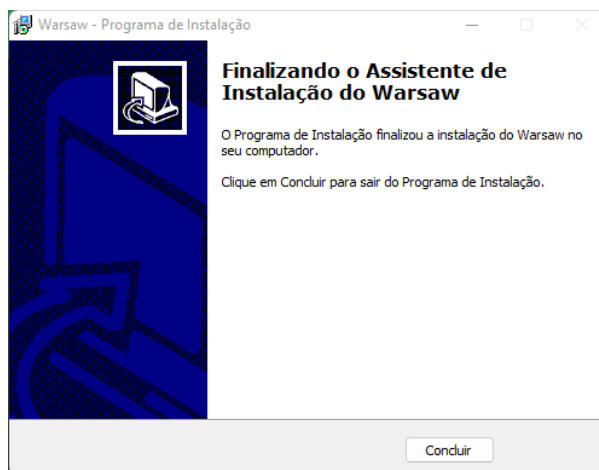 Warsaw - Programa de Instalação
Finalizando o Assistente de
Instalação do Warsaw
O Programa de Instalação finalizou a instalação do Warsaw no
seu computador.
Clique em Concluir para sair do Programa de Instalação.
Concluir